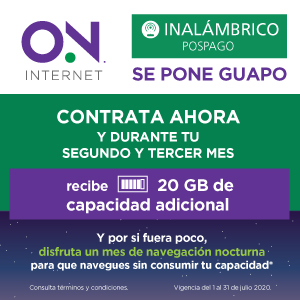 ON
INTERNET
INALÁMBRICO
POSPAGO
SE PONE GUAPO
CONTRATA AHORA
Y DURANTE TU
SEGUNDO Y TERCER MES
recibe 20 GB de
capacidad adicional
Y por si fuera poco,
disfruta un mes de navegación nocturna
para que navegues sin consumir tu capacidad*
Consulta términos y condiciones. Vigencia del 1 al 31 de julio 2020.